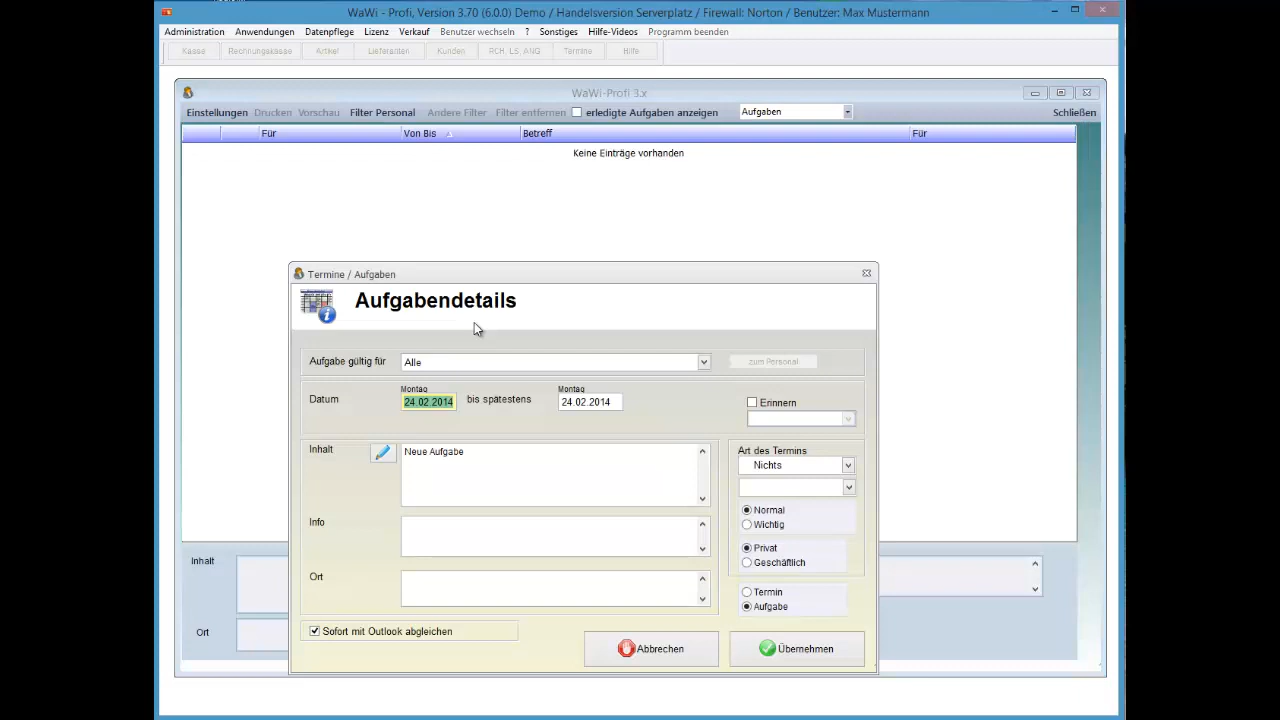 WaWi - Profi, Version 3.70 (6.0.0) Demo / Handelsversion Serverplatz / Firewall: Norton / Benutzer: Max Mustermann
Administration Anwendungen Datenpflege Lizenz Verkauf Benutzer wechseln ? Sonstiges Hilfe-Videos Programm beenden
Kasse Rechnungskasse Artikel Lieferanten Kunden RCH, LS, ANG Termine Hilfe
WaWi-Profi 3.x
Einstellungen Drucken Vorschau Filter Personal Andere Filter Filter entfernen erledigte Aufgaben anzeigen Aufgaben Schließen
Für Von Bis Betreff Für
Keine Einträge vorhanden
Termine / Aufgaben
Aufgabendetails
Aufgabe gültig für Alle zum Personal
Montag Montag
Datum 24.02.2014 bis spätestens 24.02.2014 Erinnern
Inhalt Neue Aufgabe Art des Termins
Nichts
Normal
Info Wichtig
Privat
Geschäftlich
Ort Termin
Aufgabe
Sofort mit Outlook abgleichen
Abbrechen Übernehmen
Inhalt
Ort